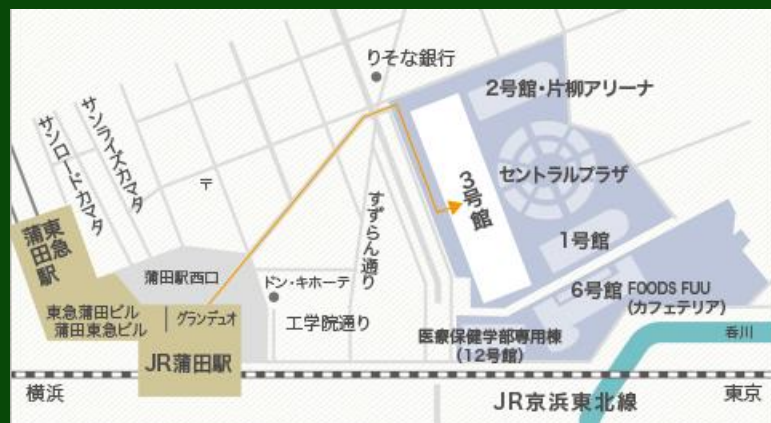 りそな銀行
2号館・片柳アリーナ
サンライズカマタ
サンロードカマタ
〒
すずらん通り
3号館
セントラルプラザ
1号館
東急
蒲田駅
蒲田駅西口
ドン・キホーテ
6号館 FOODS FUU
(カフェテリア)
東急蒲田ビル
蒲田東急ビル
グランデュオ
工学院通り
医療保健学部専用棟
(12号館)
呑川
JR蒲田駅
横浜
JR京浜東北線
東京